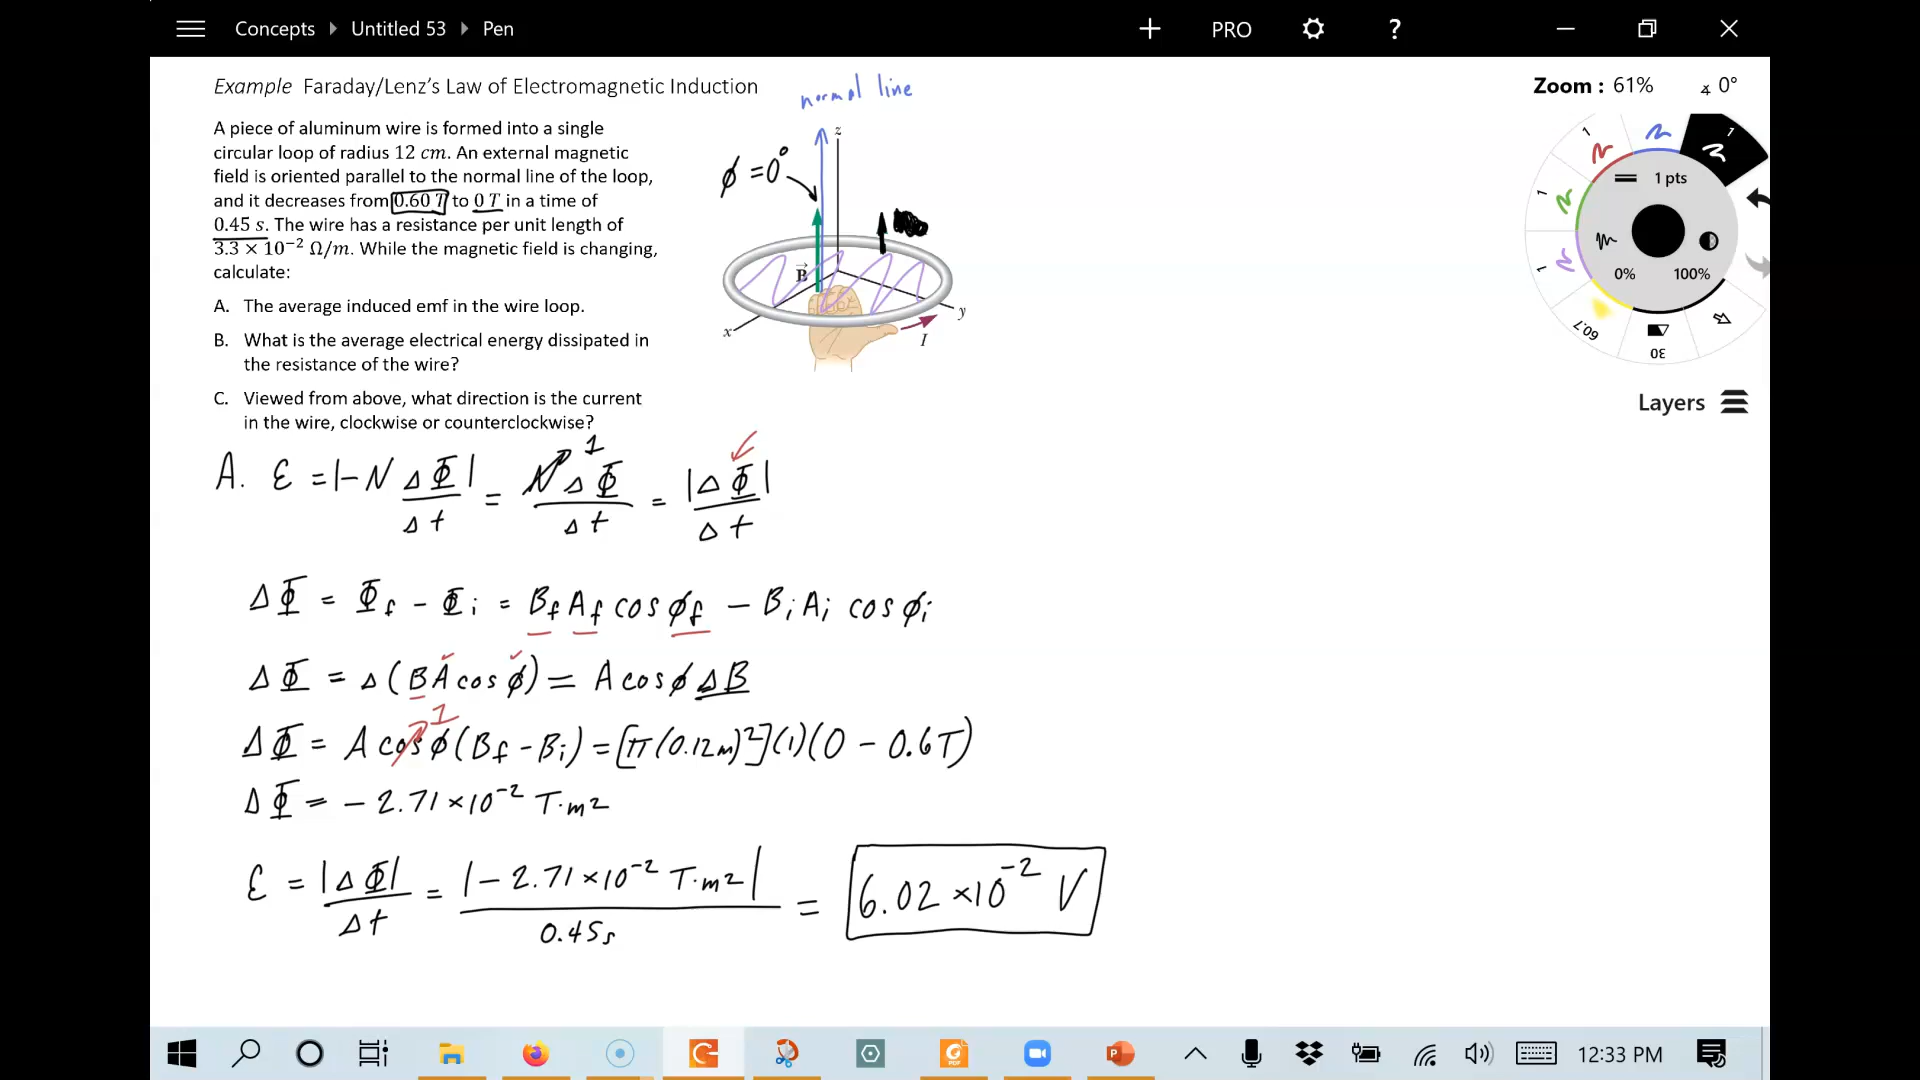 Concepts Untitled 53 Pen PRO ?
Example Faraday/Lenz's Law of Electromagnetic Induction
normal line
Zoom : 61% 0°
A piece of aluminum wire is formed into a single
circular loop of radius 12 cm. An external magnetic
field is oriented parallel to the normal line of the loop,
and it decreases from 0.60 T to 0 T in a time of
0.45 s. The wire has a resistance per unit length of
3.3 × 10⁻² Ω/m. While the magnetic field is changing,
calculate:
A. The average induced emf in the wire loop.
B. What is the average electrical energy dissipated in
the resistance of the wire?
C. Viewed from above, what direction is the current
in the wire, clockwise or counterclockwise?
z
ϕ = 0°
B
x
y
I
1
1
1
1
1 pts
0% 100%
60.7
30
Layers
A. ε = |-N ΔΦ/Δt| = N¹ΔΦ/Δt = |ΔΦ|/Δt
ΔΦ = Φf - Φi = Bf Af cos ϕf - Bi Ai cos ϕi
ΔΦ = Δ(BA cos ϕ) = A cos ϕ ΔB
1
ΔΦ = A cos ϕ (Bf - Bi) = [π(0.12m)²](1)(0 - 0.6T)
ΔΦ = -2.71×10⁻² T·m²
ε = |ΔΦ|/Δt = |-2.71×10⁻² T·m²|/0.45s = 6.02×10⁻² V
12:33 PM